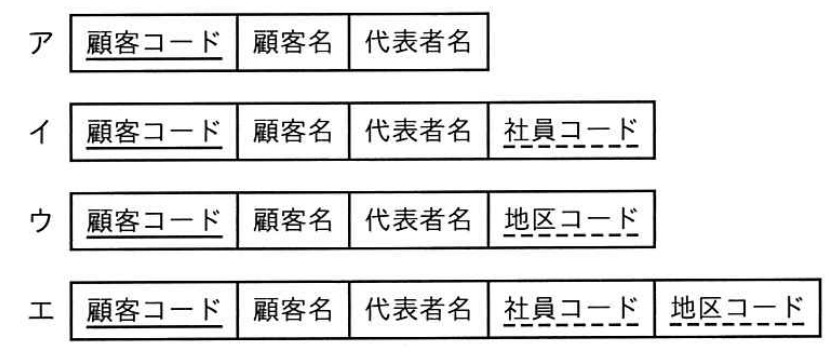 ア 顧客コード 顧客名 代表者名
イ 顧客コード 顧客名 代表者名 社員コード
ウ 顧客コード 顧客名 代表者名 地区コード
エ 顧客コード 顧客名 代表者名 社員コード 地区コード